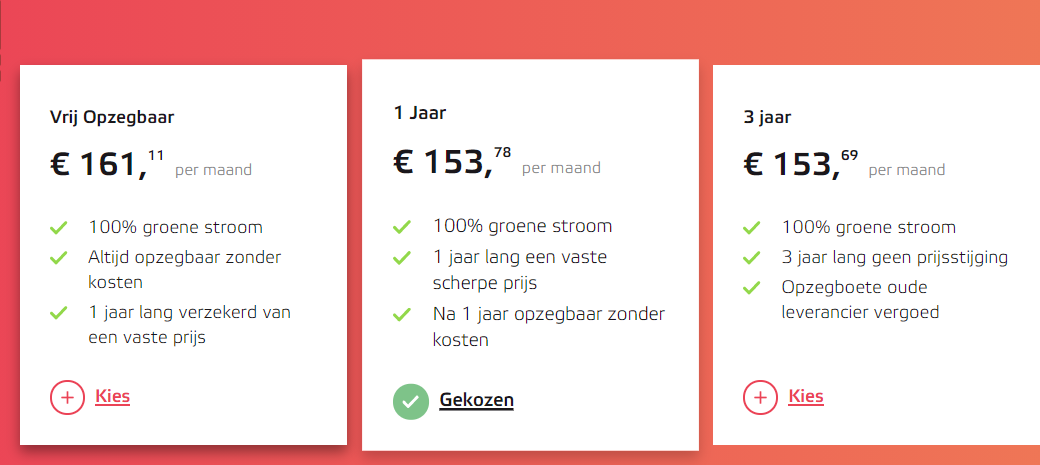 Vrij Opzegbaar
€ 161,11 per maand
100% groene stroom
Altijd opzegbaar zonder
kosten
1 jaar lang verzekerd van
een vaste prijs
Kies
1 Jaar
€ 153,78 per maand
100% groene stroom
1 jaar lang een vaste
scherpe prijs
Na 1 jaar opzegbaar zonder
kosten
Gekozen
3 jaar
€ 153,69 per maand
100% groene stroom
3 jaar lang geen prijsstijging
Opzegboete oude
leverancier vergoed
Kies